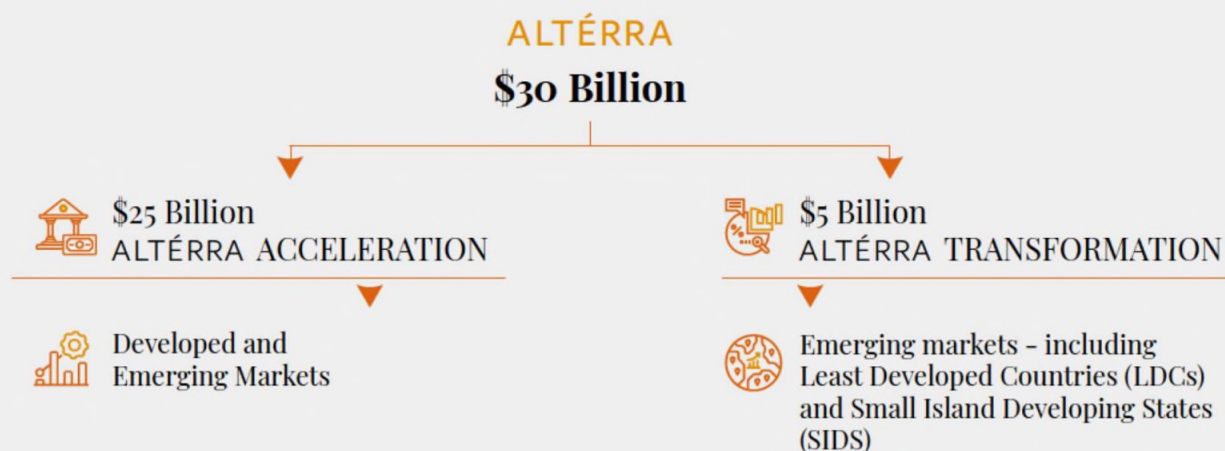 ALTÉRRA
$30 Billion
$25 Billion
ALTÉRRA ACCELERATION
Developed and
Emerging Markets
$5 Billion
ALTÉRRA TRANSFORMATION
Emerging markets - including
Least Developed Countries (LDCs)
and Small Island Developing States
(SIDS)